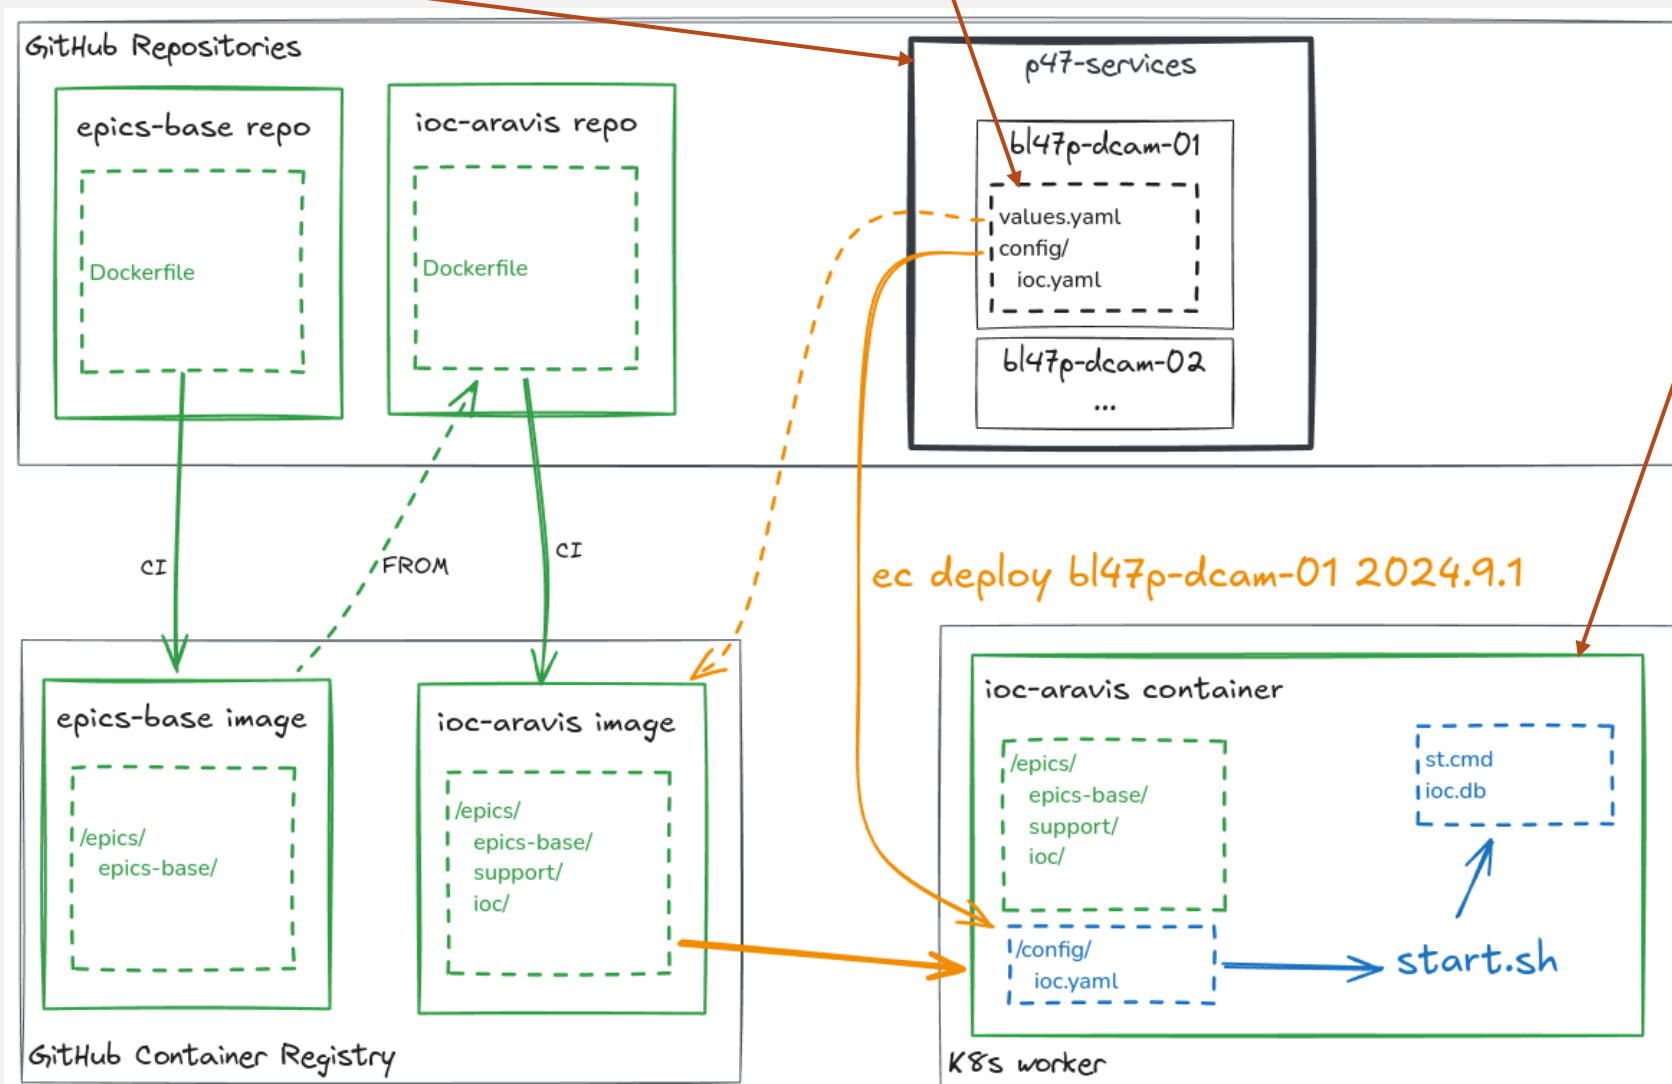 GitHub Repositories
epics-base repo
Dockerfile
ioc-aravis repo
Dockerfile
p47-services
bl47p-dcam-01
values.yaml
config/
ioc.yaml
bl47p-dcam-02
...
CI
FROM
CI
ec deploy bl47p-dcam-01 2024.9.1
epics-base image
/epics/
epics-base/
ioc-aravis image
/epics/
epics-base/
support/
ioc/
GitHub Container Registry
ioc-aravis container
/epics/
epics-base/
support/
ioc/
/config/
ioc.yaml
start.sh
st.cmd
ioc.db
K8s worker